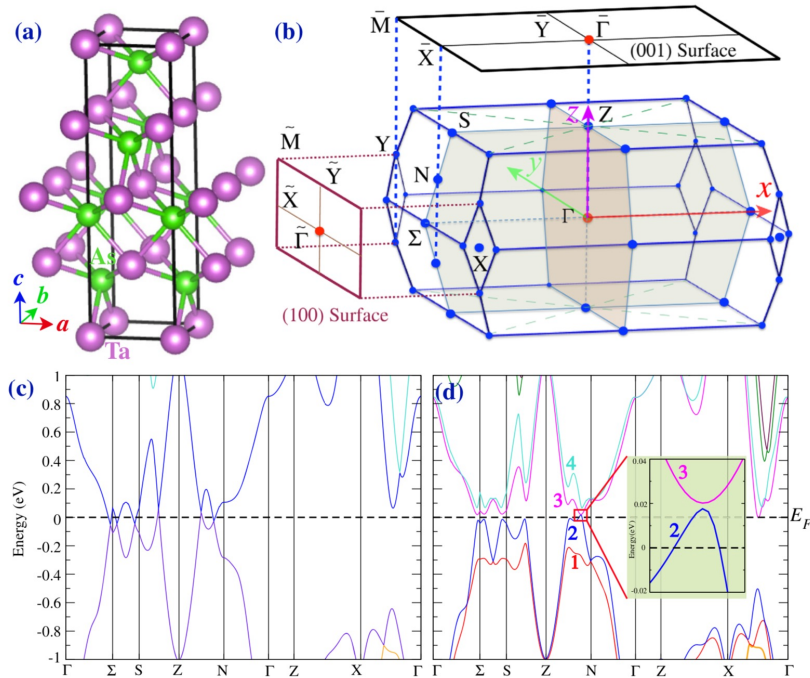 (a)
As
Ta
c
b
a
(b)
M̄
X̄
Ȳ
Γ̄
(001) Surface
z
Z
S
Y
N
y
Γ
x
Σ
X
M̃
Ỹ
X̃
Γ̃
(100) Surface
(c)
Energy (eV)
1
0.8
0.6
0.4
0.2
0
-0.2
-0.4
-0.6
-0.8
-1
Γ Σ S Z N Γ Z X Γ
(d)
4
3
2
1
E_F
Γ Σ S Z N Γ Z X Γ
Energy(eV)
0.04
0.02
0
-0.02
3
2